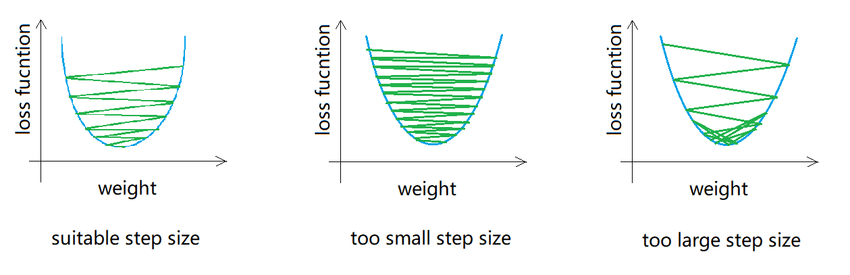 loss fucntion
weight
suitable step size
loss fucntion
weight
too small step size
loss fucntion
weight
too large step size